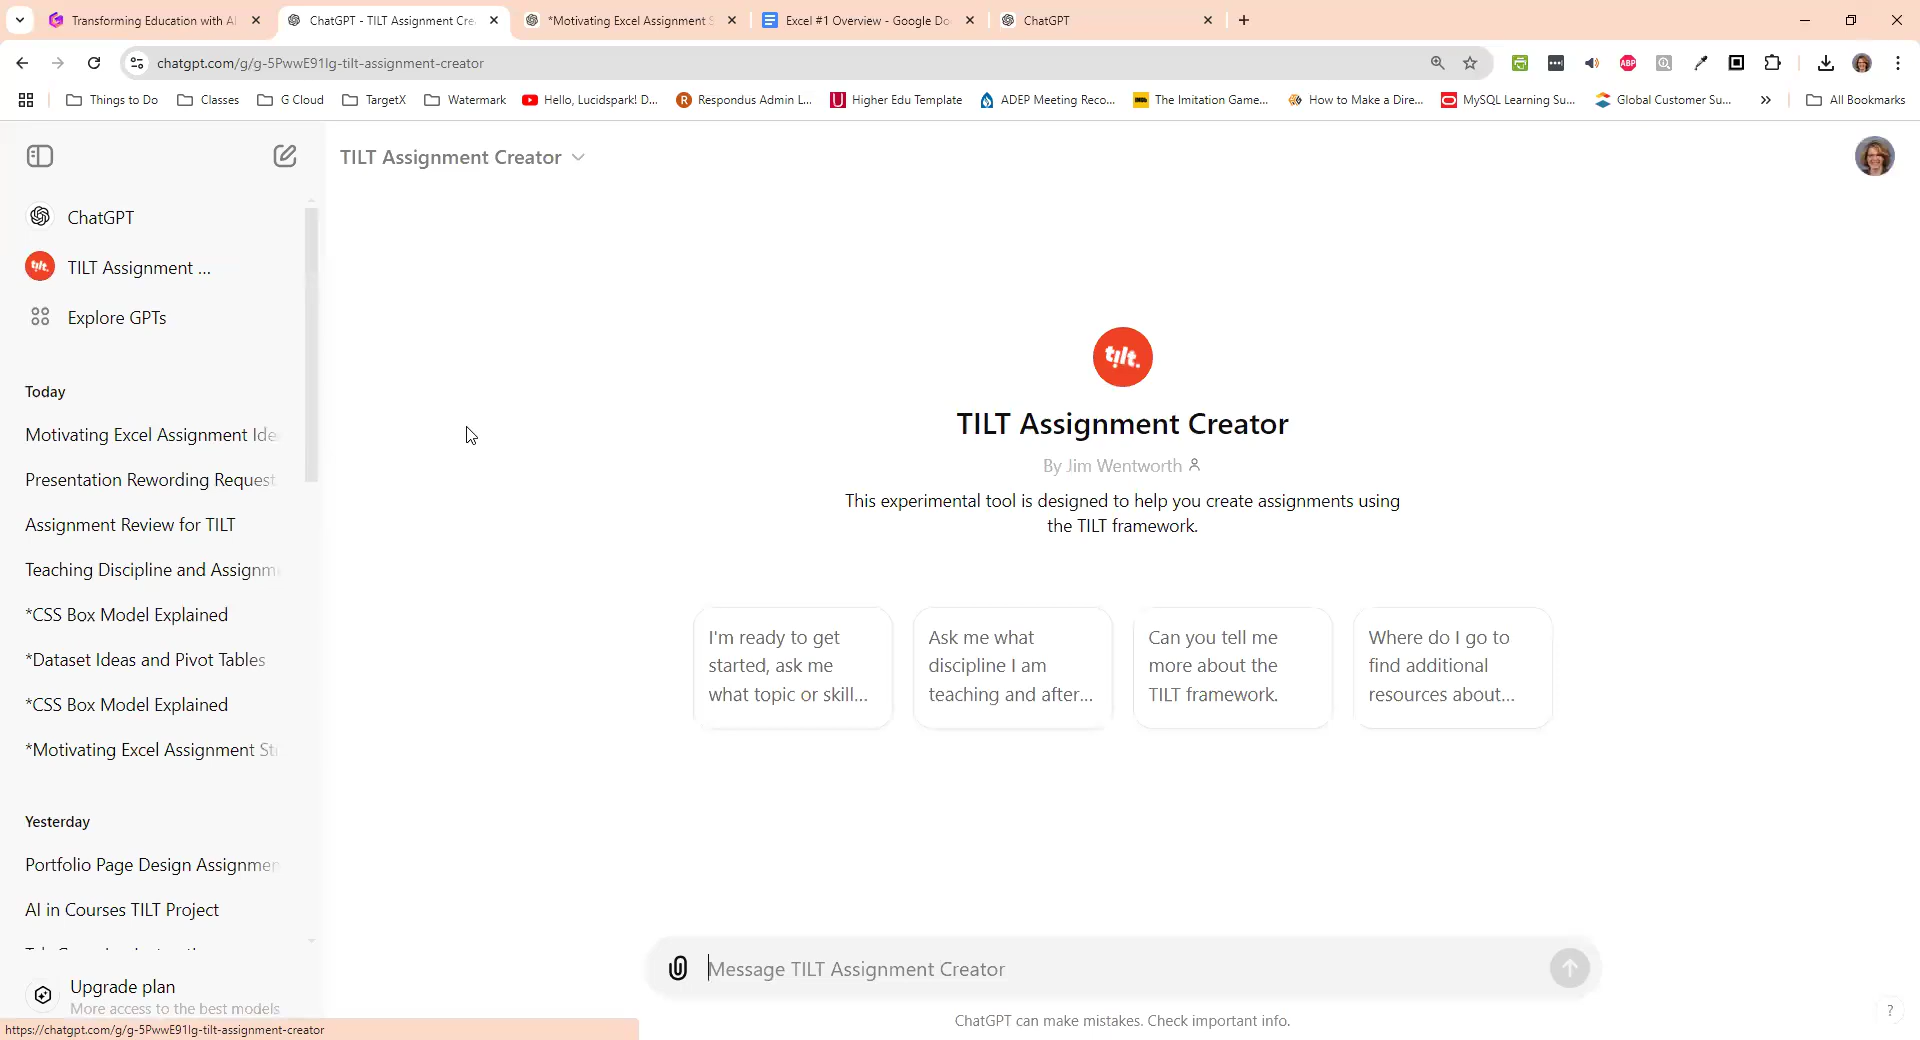 Transforming Education with AI
ChatGPT - TILT Assignment Cre
*Motivating Excel Assignment S
Excel #1 Overview - Google Do
ChatGPT
chatgpt.com/g/g-5PwwE91Ig-tilt-assignment-creator
ABP
Things to Do
Classes
G Cloud
TargetX
Watermark
Hello, Lucidspark! D...
Respondus Admin L...
Higher Edu Template
ADEP Meeting Reco...
The Imitation Game...
How to Make a Dire...
MySQL Learning Su...
Global Customer Su...
All Bookmarks
TILT Assignment Creator
ChatGPT
tilt.
TILT Assignment ...
Explore GPTs
Today
Motivating Excel Assignment Ide
Presentation Rewording Request
Assignment Review for TILT
Teaching Discipline and Assignme
*CSS Box Model Explained
*Dataset Ideas and Pivot Tables
*CSS Box Model Explained
*Motivating Excel Assignment St
Yesterday
Portfolio Page Design Assignmen
AI in Courses TILT Project
Upgrade plan
More access to the best models
https://chatgpt.com/g/g-5PwwE91Ig-tilt-assignment-creator
tilt.
TILT Assignment Creator
By Jim Wentworth
This experimental tool is designed to help you create assignments using
the TILT framework.
I'm ready to get
started, ask me
what topic or skill...
Ask me what
discipline I am
teaching and after...
Can you tell me
more about the
TILT framework.
Where do I go to
find additional
resources about...
Message TILT Assignment Creator
ChatGPT can make mistakes. Check important info.
?